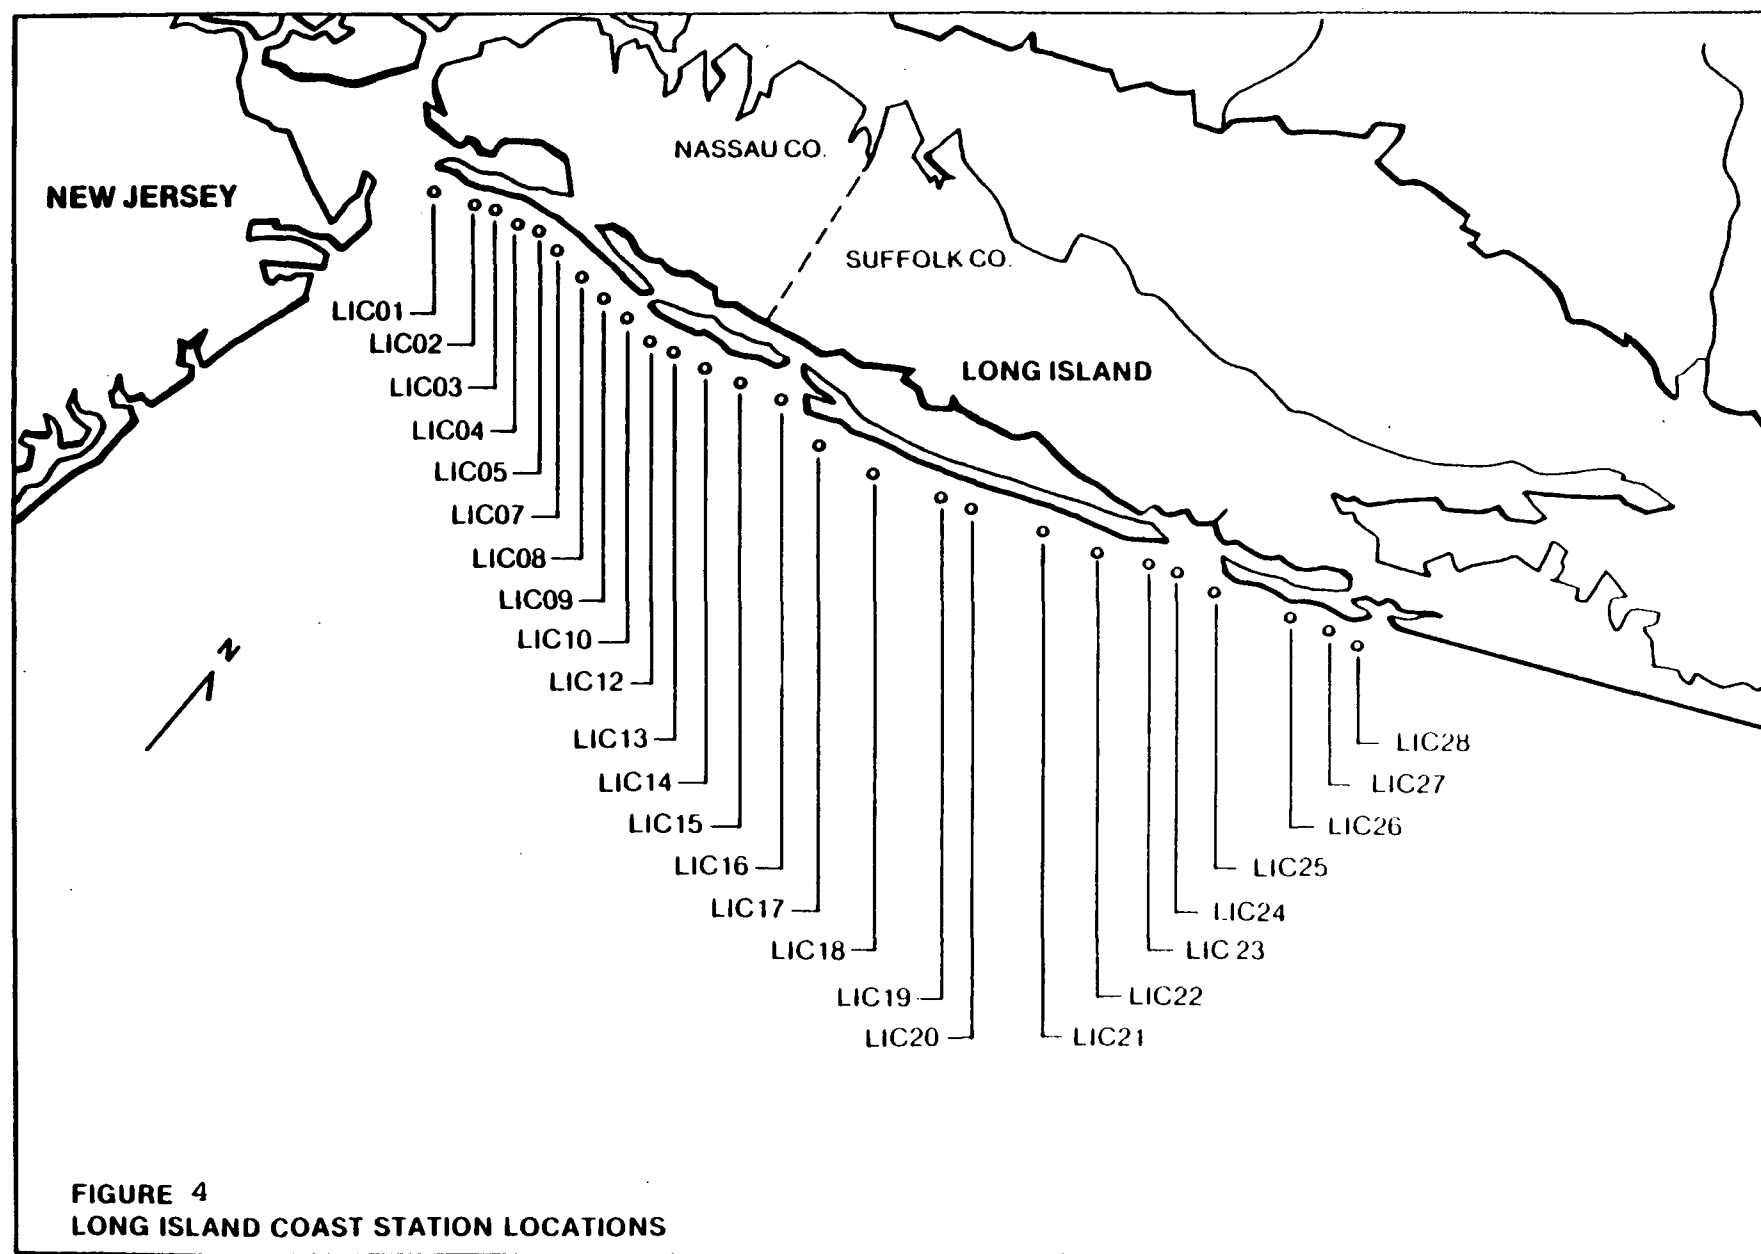 NASSAU CO.
NEW JERSEY
SUFFOLK CO.
LONG ISLAND
LIC01
LIC02
LIC03
LIC04
LIC05
LIC07
LIC08
LIC09
LIC10
LIC12
LIC13
LIC14
LIC15
LIC16
LIC17
LIC18
LIC19
LIC20
LIC21
LIC22
LIC 23
LIC24
LIC25
LIC26
LIC27
LIC28
N
FIGURE 4
LONG ISLAND COAST STATION LOCATIONS